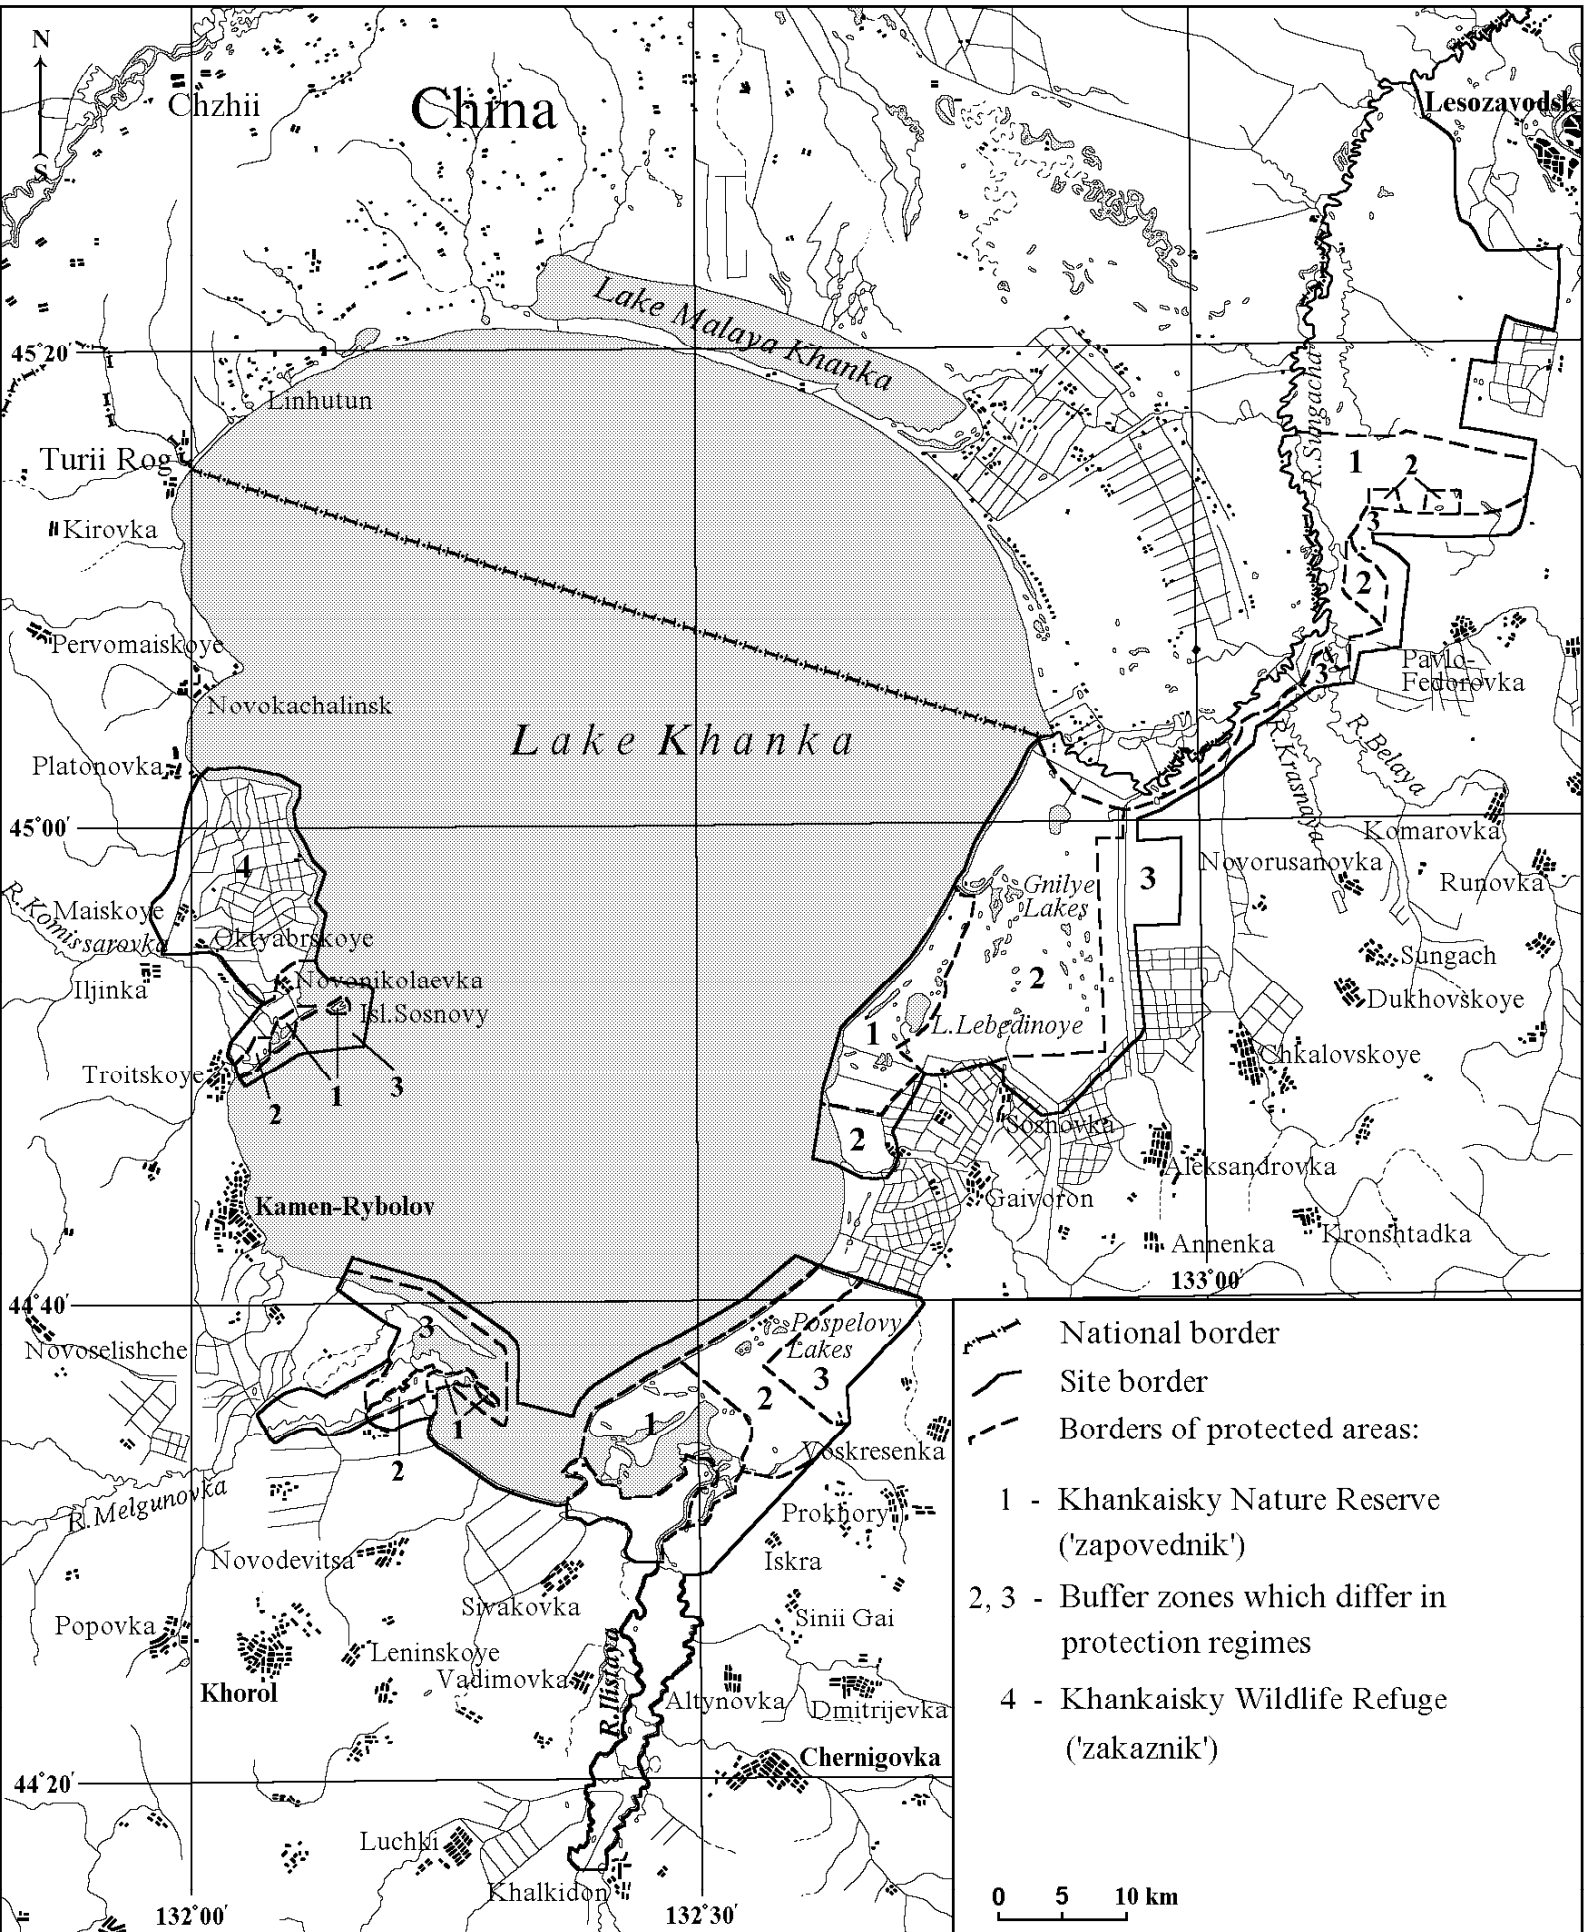 N
S
Chzhii
China
Lesozavodsk
Lake Malaya Khanka
45°20′
Linhutun
R.Sungacha
Turii Rog
1
2
Kirovka
3
2
Pervomaiskoye
3
Pavlo-
Fedorovka
Novokachalinsk
R.Belaya
R.Krasnaya
Lake Khanka
Platonovka
45°00′
Komarovka
4
Novorusanovka
3
Runovka
Gnilye
Lakes
R.Komissarovka
Maiskoye
Oktyabrskoye
Sungach
Iljinka
Novonikolaevka
2
Dukhovskoye
Isl.Sosnovy
1
L.Lebedinoye
Chkalovskoye
Troitskoye
2
1
3
Sosnovka
2
Aleksandrovka
Gaivoron
Kamen-Rybolov
Kronshtadka
Annenka
133°00′
44°40′
3
Pospelovy
Lakes
Novoselishche
3
2
1
1
2
Voskresenka
R.Melgunovka
Prokhory
Novodevitsa
Iskra
Sivakovka
Sinii Gai
Popovka
Leninskoye
Vadimovka
R.Ilistaya
Khorol
Altynovka
Dmitrijevka
Chernigovka
44°20′
Luchki
Khalkidon
132°00′
132°30′
National border
Site border
Borders of protected areas:
1 - Khankaisky Nature Reserve
('zapovednik')
2, 3 - Buffer zones which differ in
protection regimes
4 - Khankaisky Wildlife Refuge
('zakaznik')
0 5 10 km